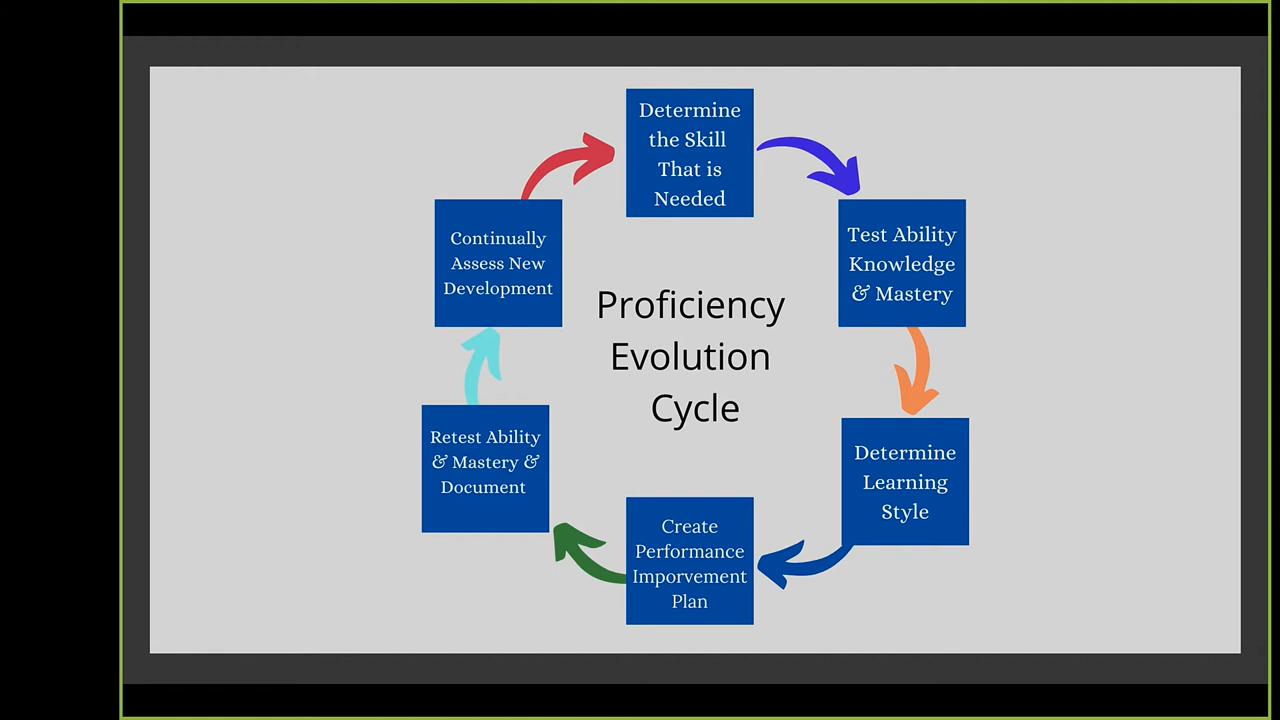 Determine
the Skill
That is
Needed
Test Ability
Knowledge
& Mastery
Determine
Learning
Style
Create
Performance
Imporvement
Plan
Retest Ability
& Mastery &
Document
Continually
Assess New
Development
Proficiency
Evolution
Cycle